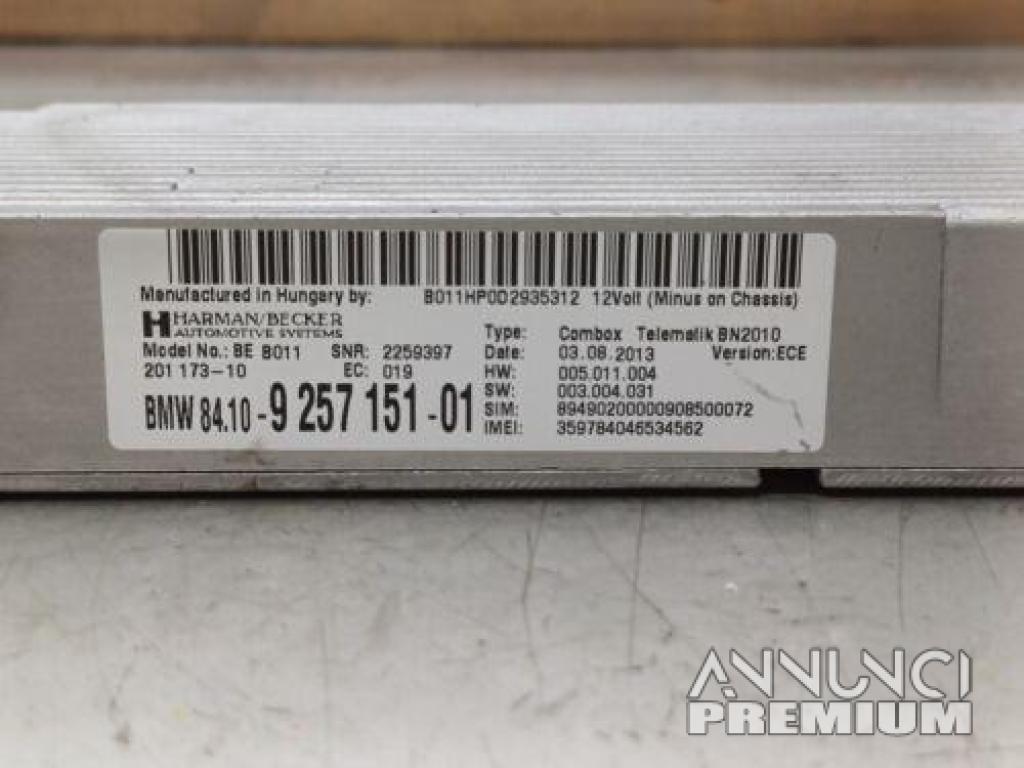 Manufactured in Hungary by: B011HP0D2935312 12Volt (Minus on Chassis)
HARMAN/BECKER
AUTOMOTIVE SYSTEMS
Model No.: BE B011 SNR: 2259397
201 173-10 EC: 019
BMW 84.10-9 257 151-01
Type: Combox Telematik BN2010
Date: 03.08.2013 Version:ECE
HW: 005.011.004
SW: 003.004.031
SIM: 89490200000908500072
IMEI: 359784046534562
ANNUNCI
PREMIUM